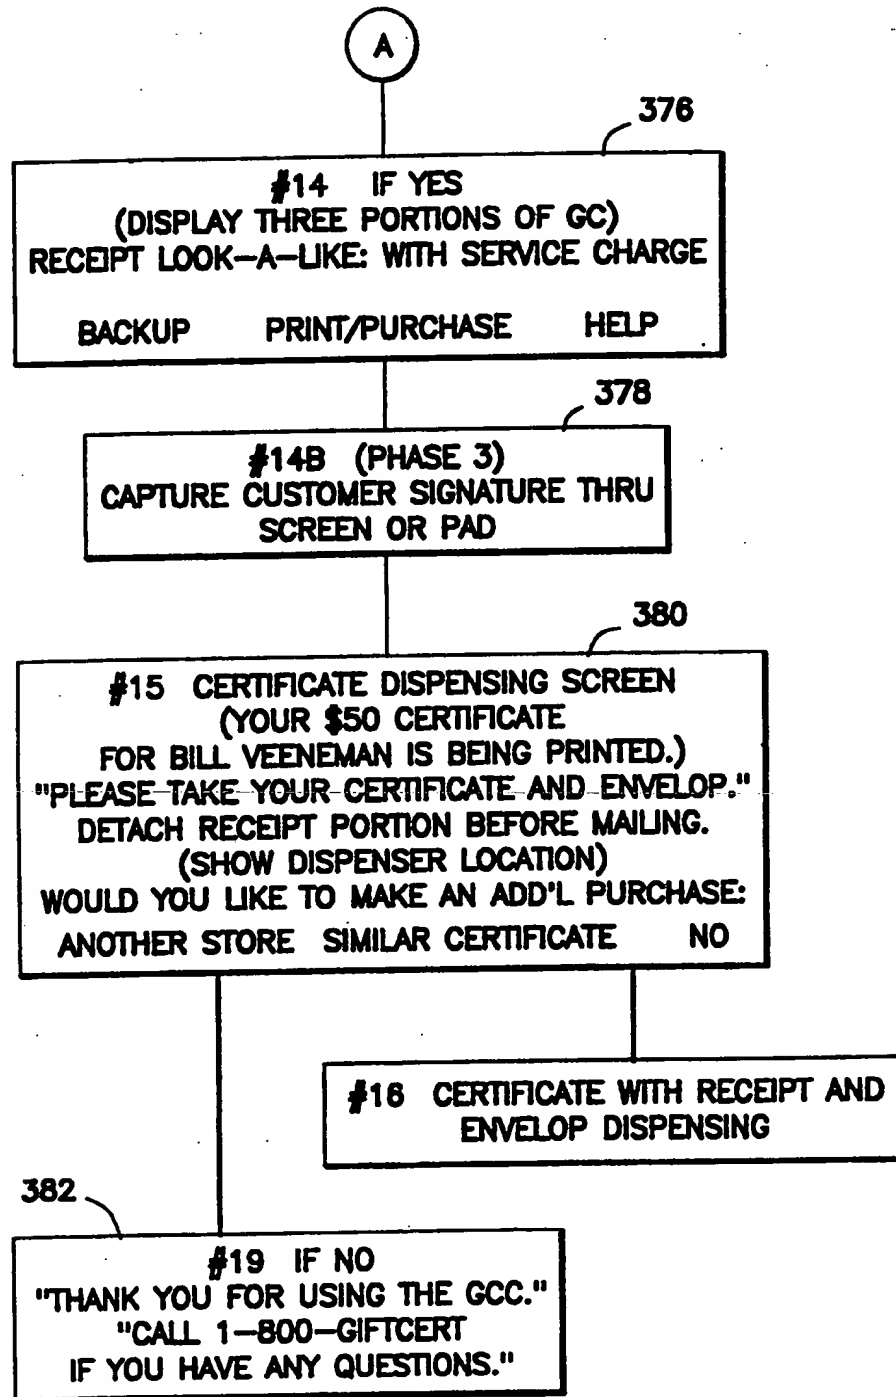 A
376
#14 IF YES
(DISPLAY THREE PORTIONS OF GC)
RECEIPT LOOK-A-LIKE: WITH SERVICE CHARGE
BACKUP PRINT/PURCHASE HELP
378
#14B (PHASE 3)
CAPTURE CUSTOMER SIGNATURE THRU
SCREEN OR PAD
380
#15 CERTIFICATE DISPENSING SCREEN
(YOUR $50 CERTIFICATE
FOR BILL VEENEMAN IS BEING PRINTED.)
"PLEASE TAKE YOUR CERTIFICATE AND ENVELOP."
DETACH RECEIPT PORTION BEFORE MAILING.
(SHOW DISPENSER LOCATION)
WOULD YOU LIKE TO MAKE AN ADD'L PURCHASE:
ANOTHER STORE SIMILAR CERTIFICATE NO
#16 CERTIFICATE WITH RECEIPT AND
ENVELOP DISPENSING
382
#19 IF NO
"THANK YOU FOR USING THE GCC."
"CALL 1-800-GIFTCERT
IF YOU HAVE ANY QUESTIONS."